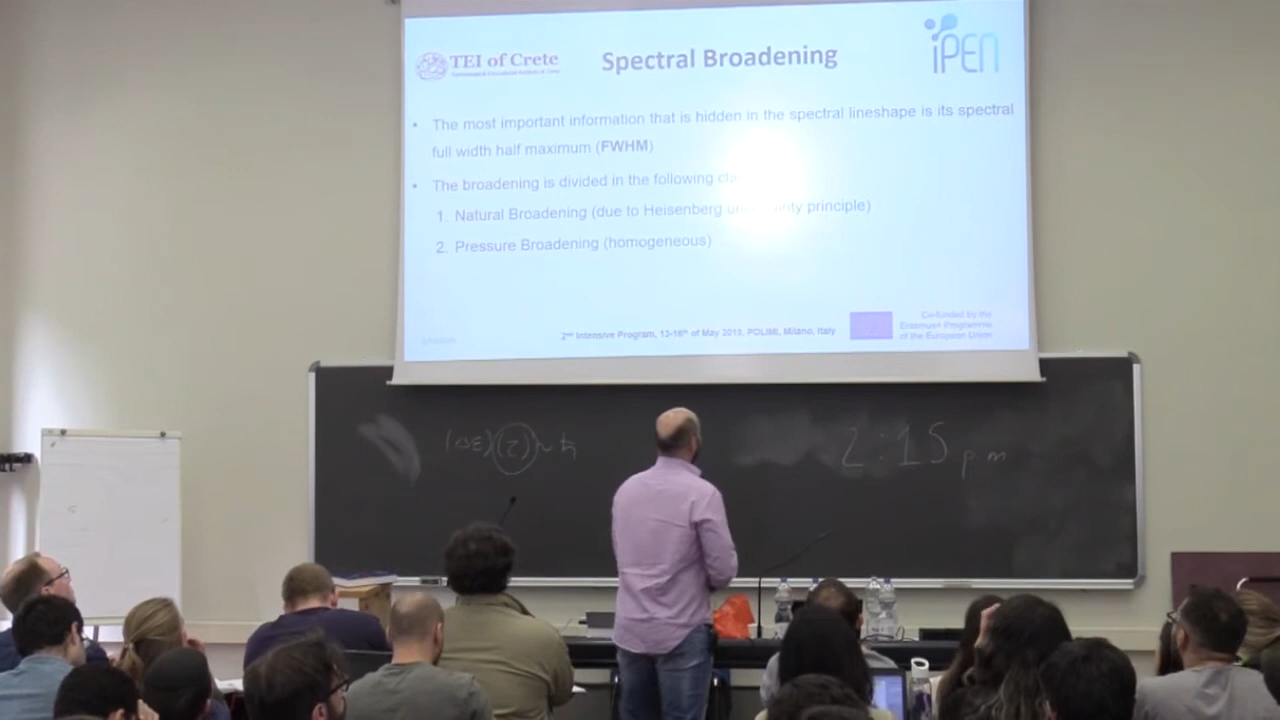 TEI of Crete
Spectral Broadening
iPEN
• The most important information that is hidden in the spectral lineshape is its spectral
full width half maximum (FWHM)
• The broadening is divided in the following
1. Natural Broadening (due to Heisenberg principle)
2. Pressure Broadening (homogeneous)
2nd Intensive Program, 12-16th of May 2019, POLIMI, Milano, Italy
Co-funded by the
Erasmus+ Programme
of the European Union
(ΔE)(τ)~ħ
2:15 p.m